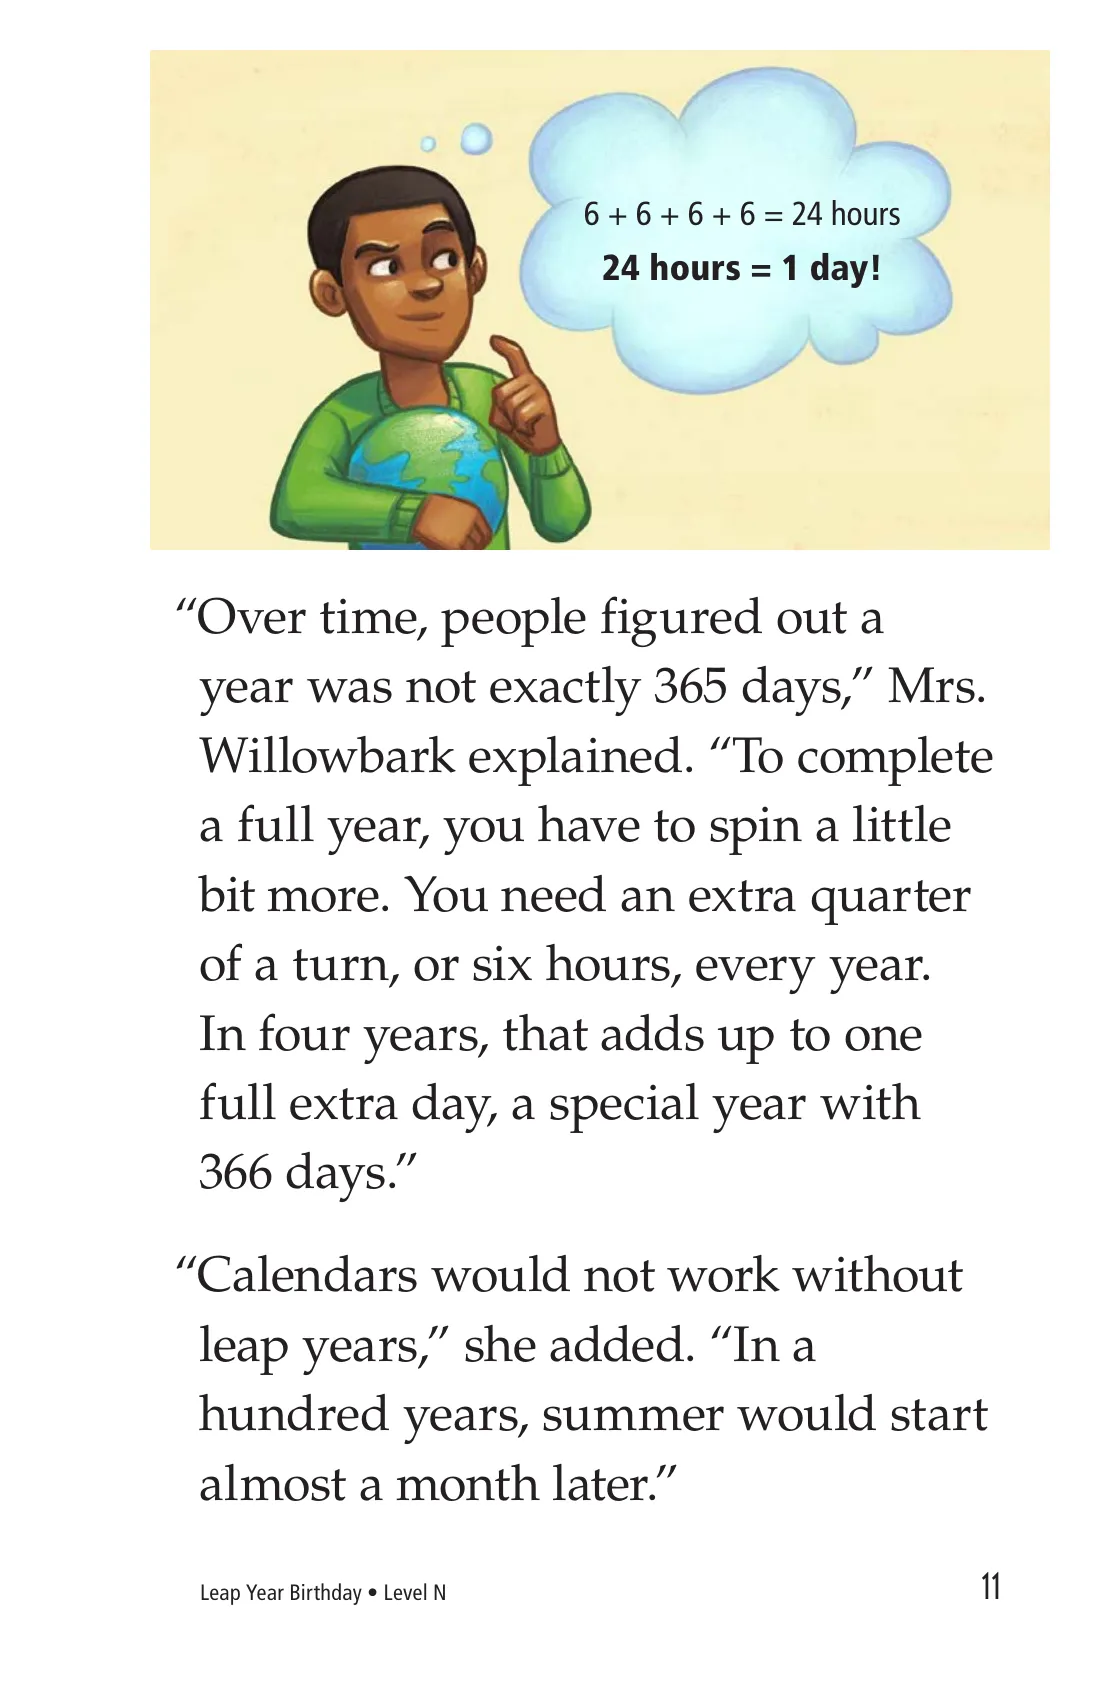 6 + 6 + 6 + 6 = 24 hours
24 hours = 1 day!
“Over time, people figured out a
year was not exactly 365 days,” Mrs.
Willowbark explained. “To complete
a full year, you have to spin a little
bit more. You need an extra quarter
of a turn, or six hours, every year.
In four years, that adds up to one
full extra day, a special year with
366 days.”
“Calendars would not work without
leap years,” she added. “In a
hundred years, summer would start
almost a month later.”
Leap Year Birthday • Level N
11